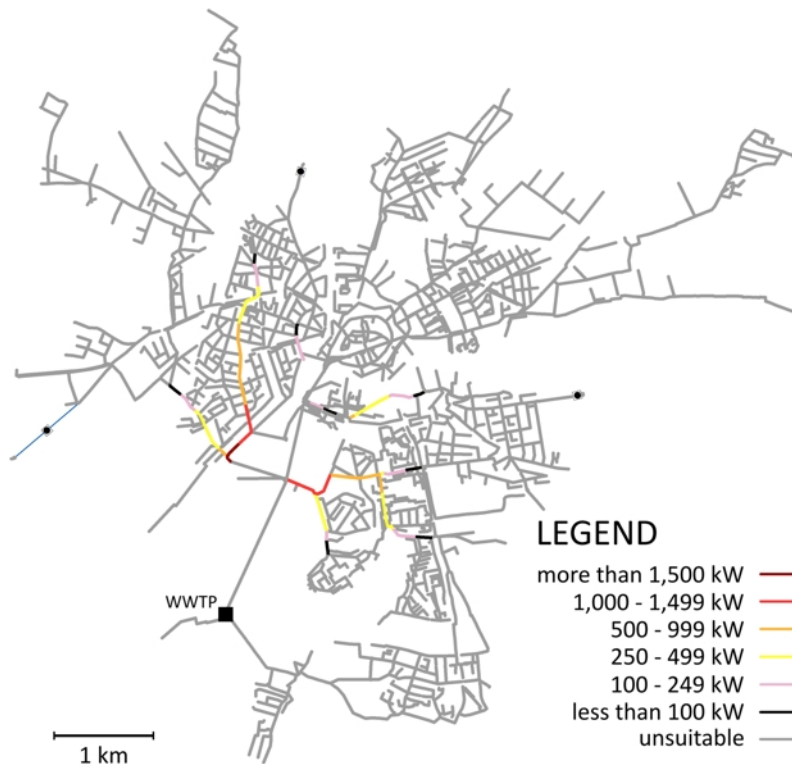 WWTP
LEGEND
more than 1,500 kW
1,000 - 1,499 kW
500 - 999 kW
250 - 499 kW
100 - 249 kW
less than 100 kW
unsuitable
1 km